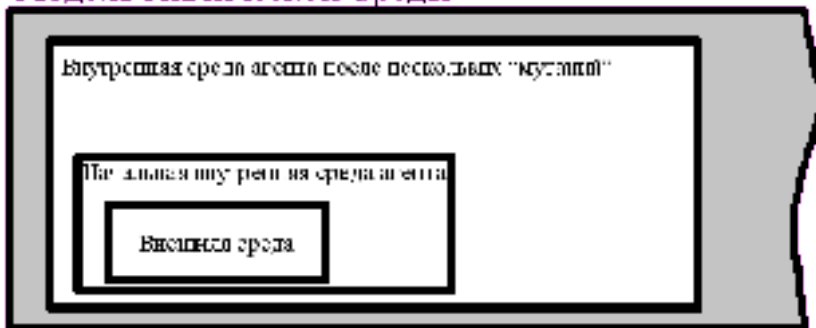 Внутренняя среда агента после нескольких "мутаций"
Начальная внутренняя среда агента
Внешняя среда